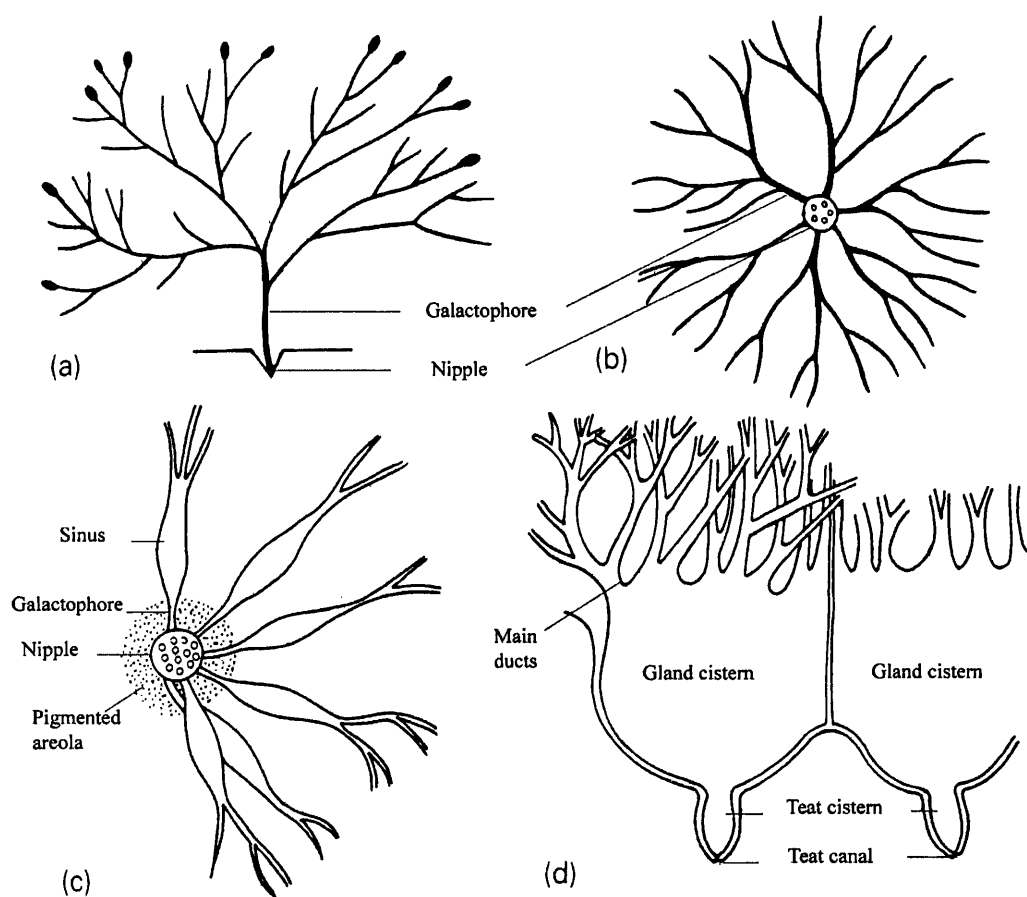 Galactophore
Nipple
(a)
(b)
Sinus
Galactophore
Nipple
Pigmented
areola
(c)
Main
ducts
Gland cistern
Gland cistern
Teat cistern
Teat canal
(d)